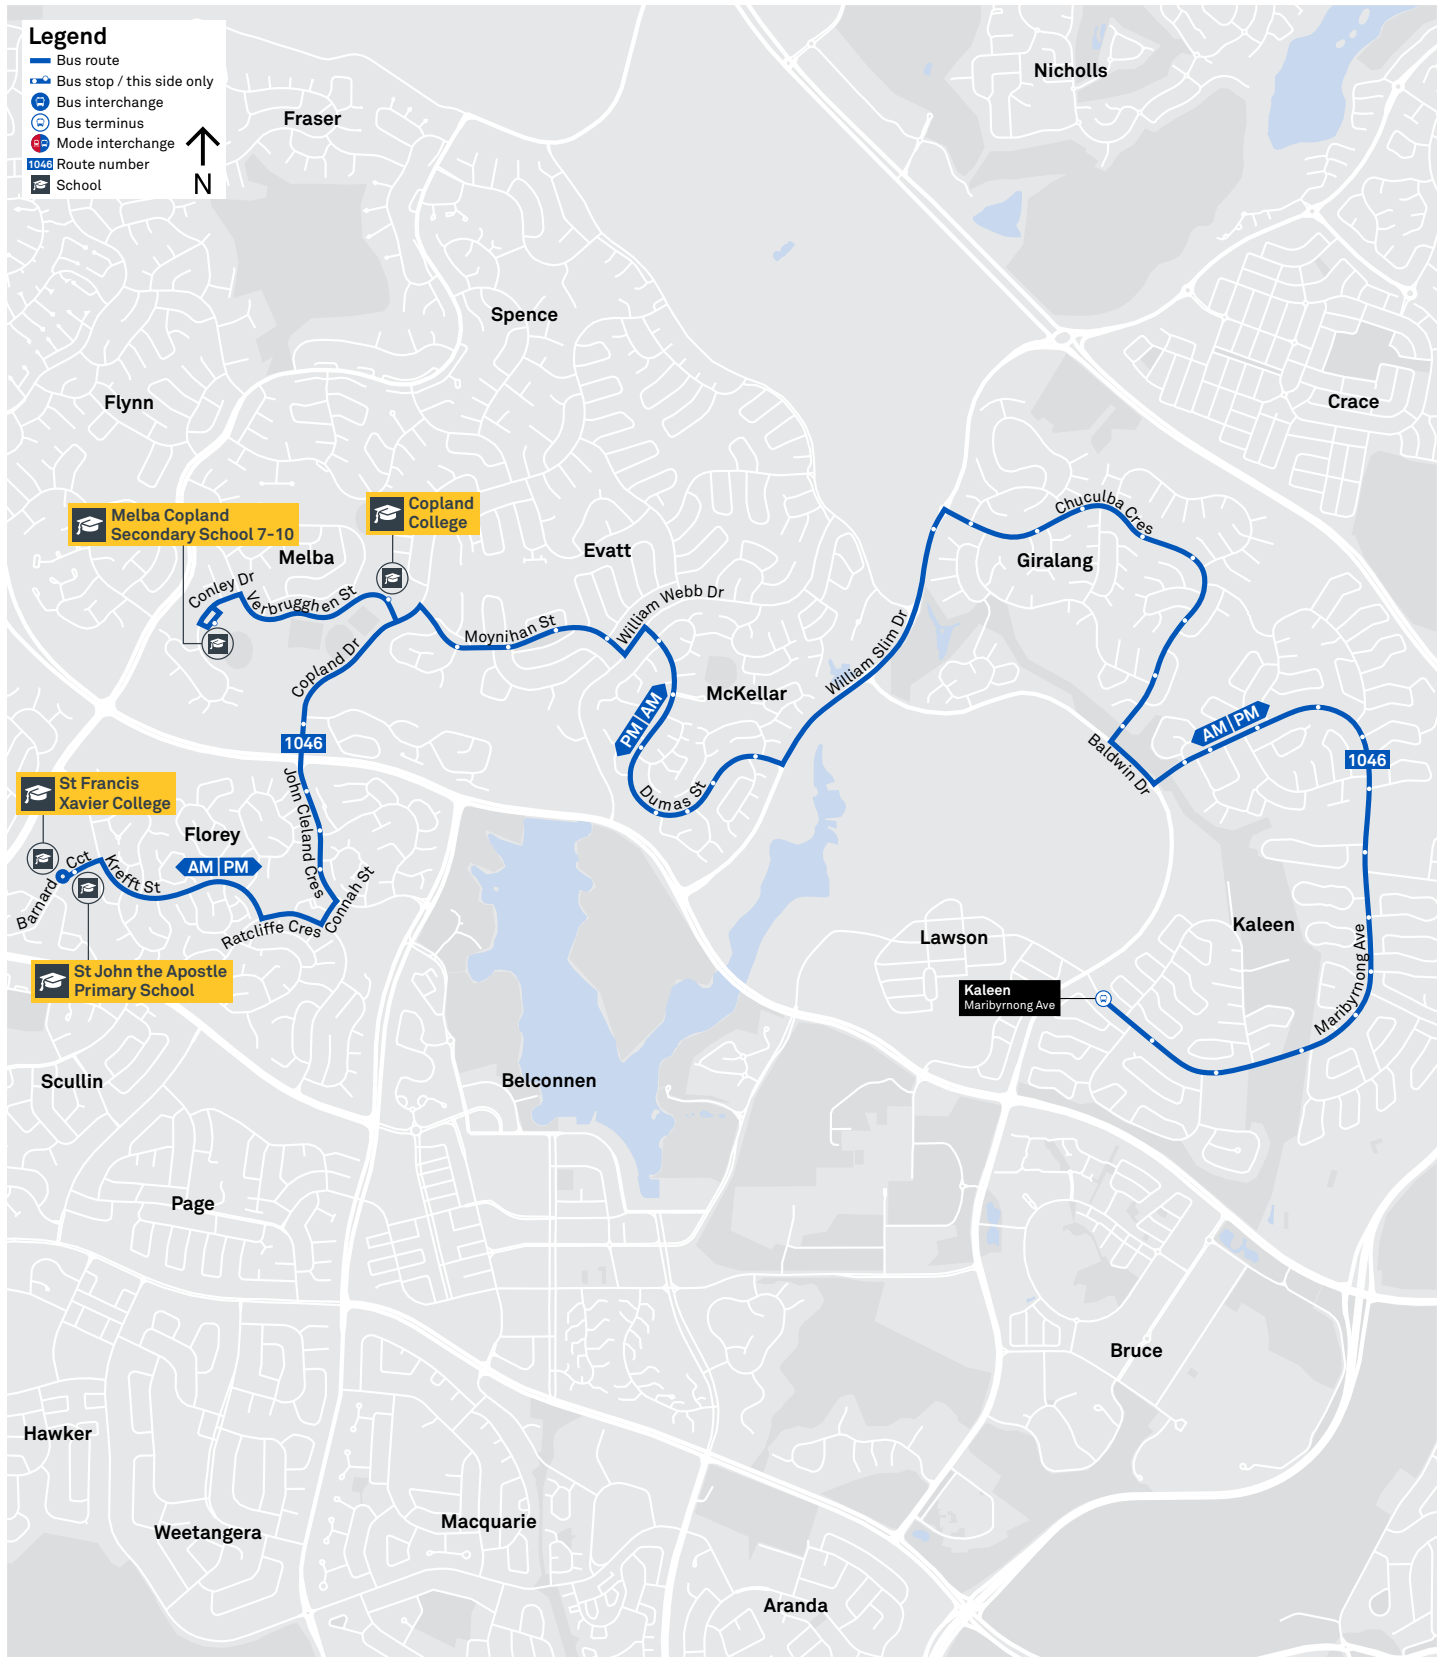 Legend
Bus route
Bus stop / this side only
Bus interchange
Bus terminus
Mode interchange
1046 Route number
School
N
Nicholls
Fraser
Spence
Flynn
Crace
Melba Copland
Secondary School 7-10
Copland
College
Melba
Evatt
Chuculba Cres
Giralang
Conley Dr
Verbrugghen St
William Webb Dr
Moynihan St
Copland Dr
William Slim Dr
McKellar
PM AM
AM PM
1046
Baldwin Dr
1046
John Cleland Cres
Dumas St
St Francis
Xavier College
Florey
AM PM
Barnard Cct
Krefft St
Connah St
Ratcliffe Cres
Lawson
Kaleen
Maribyrnong Ave
St John the Apostle
Primary School
Kaleen
Maribyrnong Ave
Scullin
Belconnen
Page
Bruce
Hawker
Weetangera
Macquarie
Aranda